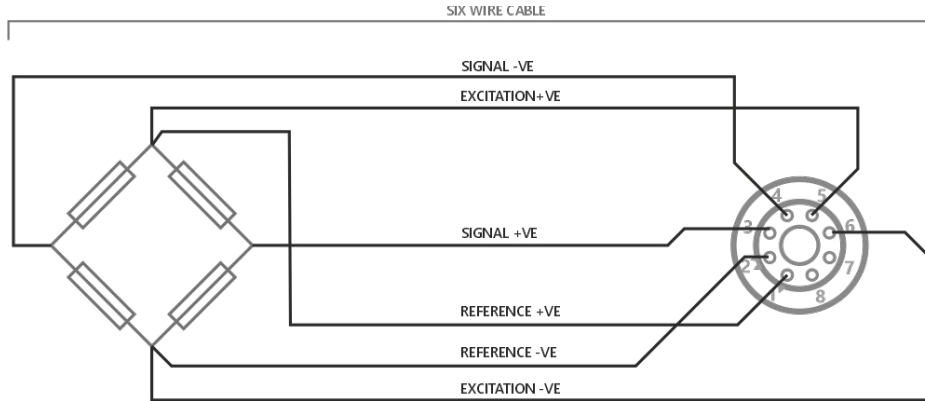 SIX WIRE CABLE
SIGNAL -VE
EXCITATION+VE
4 5
3 6
SIGNAL +VE
2 7
1 8
REFERENCE +VE
REFERENCE -VE
EXCITATION -VE